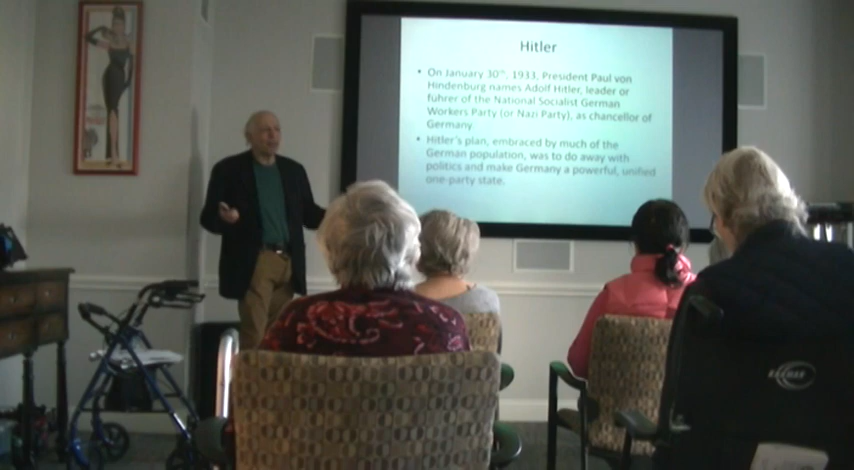 Hitler
• On January 30th, 1933, President Paul von
Hindenburg names Adolf Hitler, leader or
fuhrer of the National Socialist German
Workers Party (or Nazi Party), as chancellor of
Germany
• Hitler's plan, embraced by much of the
German population, was to do away with
politics and make Germany a powerful, unified
one-party state.